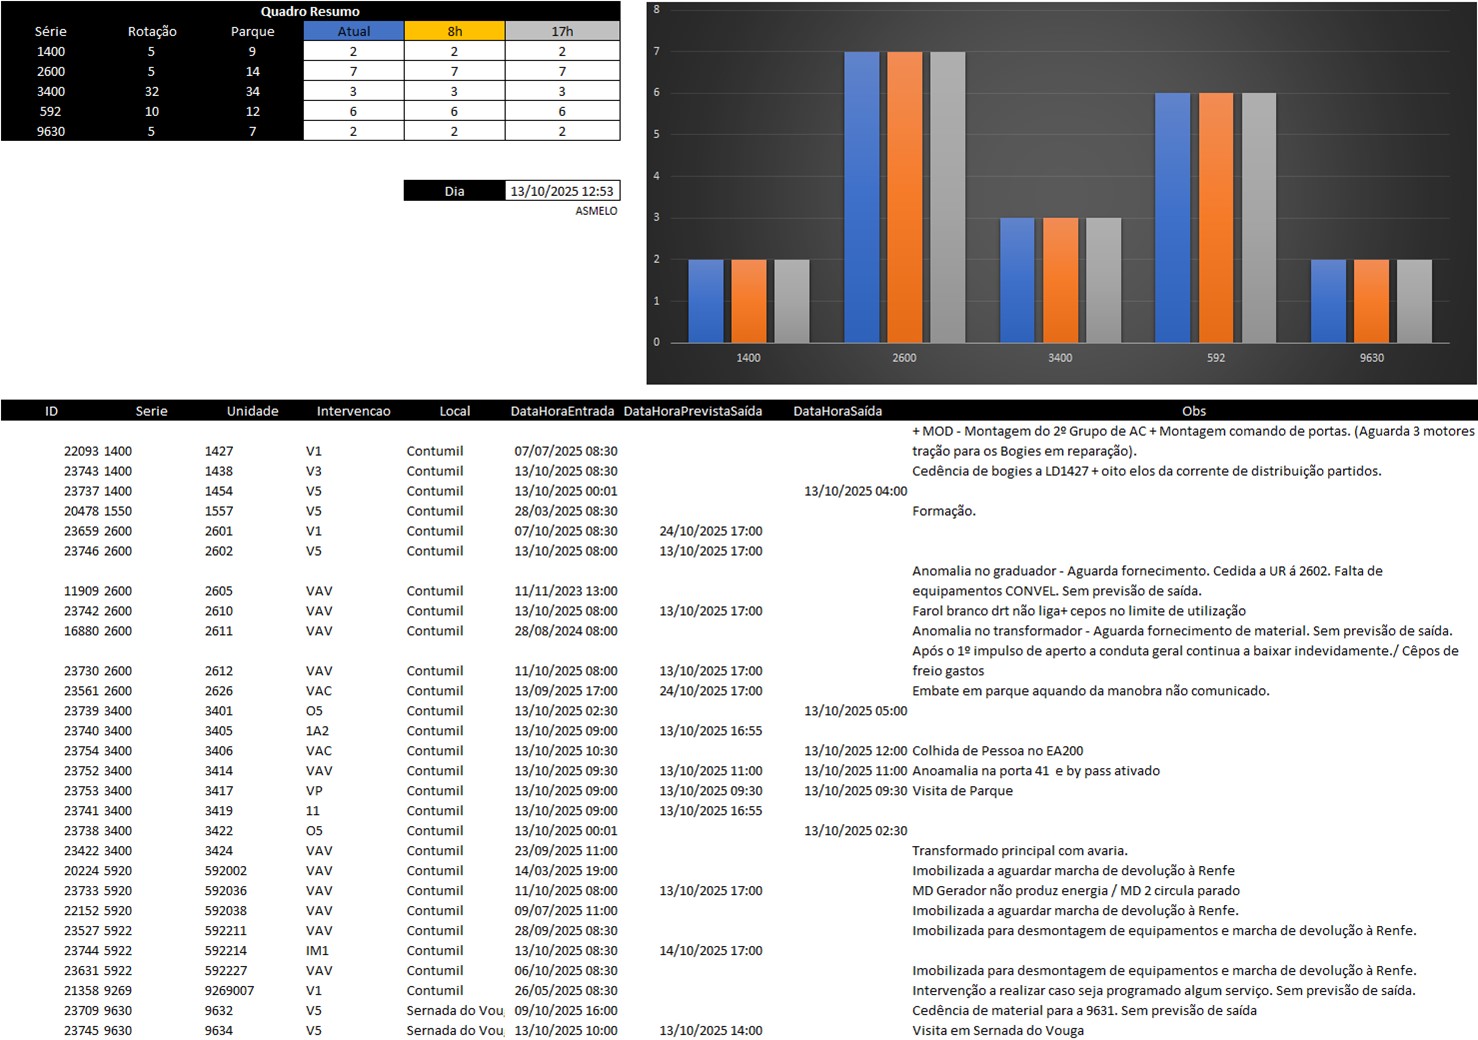 Quadro Resumo
Série Rotação Parque Atual 8h 17h
1400 5 9 2 2 2
2600 5 14 7 7 7
3400 32 34 3 3 3
592 10 12 6 6 6
9630 5 7 2 2 2
Dia 13/10/2025 12:53
ASMELO
8
7
6
5
4
3
2
1
0
1400 2600 3400 592 9630
ID Serie Unidade Intervencao Local DataHoraEntrada DataHoraPrevistaSaída DataHoraSaída Obs
+ MOD - Montagem do 2º Grupo de AC + Montagem comando de portas. (Aguarda 3 motores
22093 1400 1427 V1 Contumil 07/07/2025 08:30 tração para os Bogies em reparação).
23743 1400 1438 V3 Contumil 13/10/2025 08:30 Cedência de bogies a LD1427 + oito elos da corrente de distribuição partidos.
23737 1400 1454 V5 Contumil 13/10/2025 00:01 13/10/2025 04:00
20478 1550 1557 V5 Contumil 28/03/2025 08:30 Formação.
23659 2600 2601 V1 Contumil 07/10/2025 08:30 24/10/2025 17:00
23746 2600 2602 V5 Contumil 13/10/2025 08:00 13/10/2025 17:00
Anomalia no graduador - Aguarda fornecimento. Cedida a UR á 2602. Falta de
11909 2600 2605 VAV Contumil 11/11/2023 13:00 equipamentos CONVEL. Sem previsão de saída.
23742 2600 2610 VAV Contumil 13/10/2025 08:00 13/10/2025 17:00 Farol branco drt não liga+ cepos no limite de utilização
16880 2600 2611 VAV Contumil 28/08/2024 08:00 Anomalia no transformador - Aguarda fornecimento de material. Sem previsão de saída.
Após o 1º impulso de aperto a conduta geral continua a baixar indevidamente./ Cêpos de
23730 2600 2612 VAV Contumil 11/10/2025 08:00 13/10/2025 17:00 freio gastos
23561 2600 2626 VAC Contumil 13/09/2025 17:00 24/10/2025 17:00 Embate em parque aquando da manobra não comunicado.
23739 3400 3401 O5 Contumil 13/10/2025 02:30 13/10/2025 05:00
23740 3400 3405 1A2 Contumil 13/10/2025 09:00 13/10/2025 16:55
23754 3400 3406 VAC Contumil 13/10/2025 10:30 13/10/2025 12:00 Colhida de Pessoa no EA200
23752 3400 3414 VAV Contumil 13/10/2025 09:30 13/10/2025 11:00 13/10/2025 11:00 Anoamalia na porta 41 e by pass ativado
23753 3400 3417 VP Contumil 13/10/2025 09:00 13/10/2025 09:30 13/10/2025 09:30 Visita de Parque
23741 3400 3419 11 Contumil 13/10/2025 09:00 13/10/2025 16:55
23738 3400 3422 O5 Contumil 13/10/2025 00:01 13/10/2025 02:30
23422 3400 3424 VAV Contumil 23/09/2025 11:00 Transformado principal com avaria.
20224 5920 592002 VAV Contumil 14/03/2025 19:00 Imobilizada a aguardar marcha de devolução à Renfe
23733 5920 592036 VAV Contumil 11/10/2025 08:00 13/10/2025 17:00 MD Gerador não produz energia / MD 2 circula parado
22152 5920 592038 VAV Contumil 09/07/2025 11:00 Imobilizada a aguardar marcha de devolução à Renfe.
23527 5922 592211 VAV Contumil 28/09/2025 08:30 Imobilizada para desmontagem de equipamentos e marcha de devolução à Renfe.
23744 5922 592214 IM1 Contumil 13/10/2025 08:30 14/10/2025 17:00
23631 5922 592227 VAV Contumil 06/10/2025 08:30 Imobilizada para desmontagem de equipamentos e marcha de devolução à Renfe.
21358 9269 9269007 V1 Contumil 26/05/2025 08:30 Intervenção a realizar caso seja programado algum serviço. Sem previsão de saída.
23709 9630 9632 V5 Sernada do Vou 09/10/2025 16:00 Cedência de material para a 9631. Sem previsão de saída
23745 9630 9634 V5 Sernada do Vou 13/10/2025 10:00 13/10/2025 14:00 Visita em Sernada do Vouga